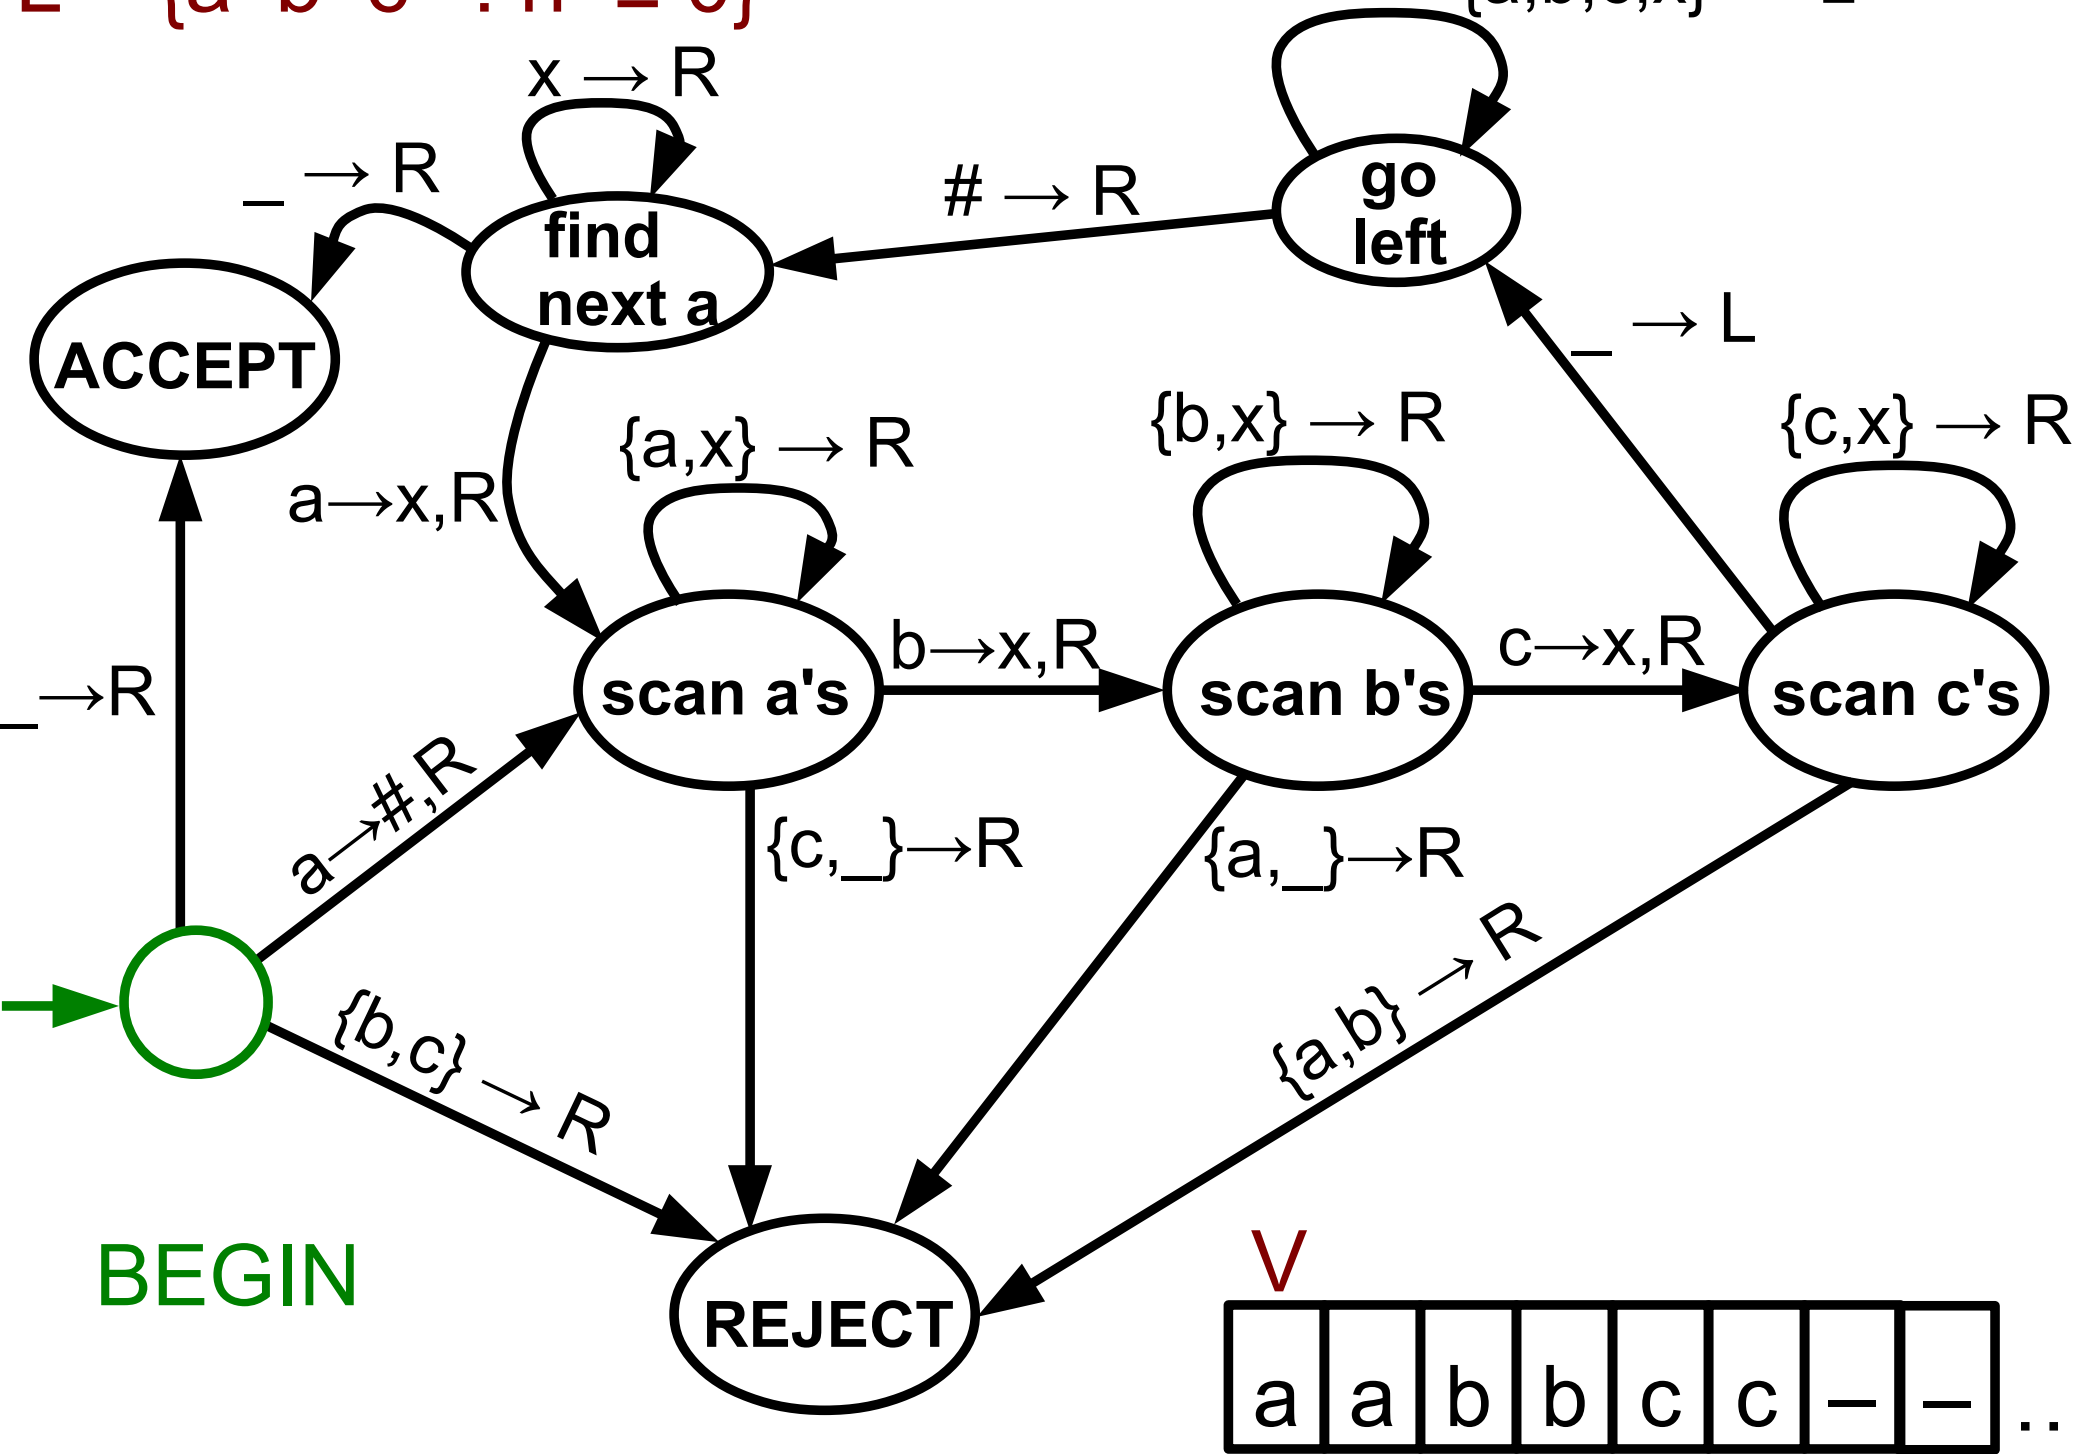 x → R
_ → R
# → R
find
next a
go
left
ACCEPT
_ → L
{a,x} → R
{b,x} → R
{c,x} → R
a→x,R
b→x,R
c→x,R
scan a's
scan b's
scan c's
_→R
a→#,R
{c,_}→R
{a,_}→R
{b,c} → R
{a,b} → R
BEGIN
REJECT
V
a a b b c c _ _ ..